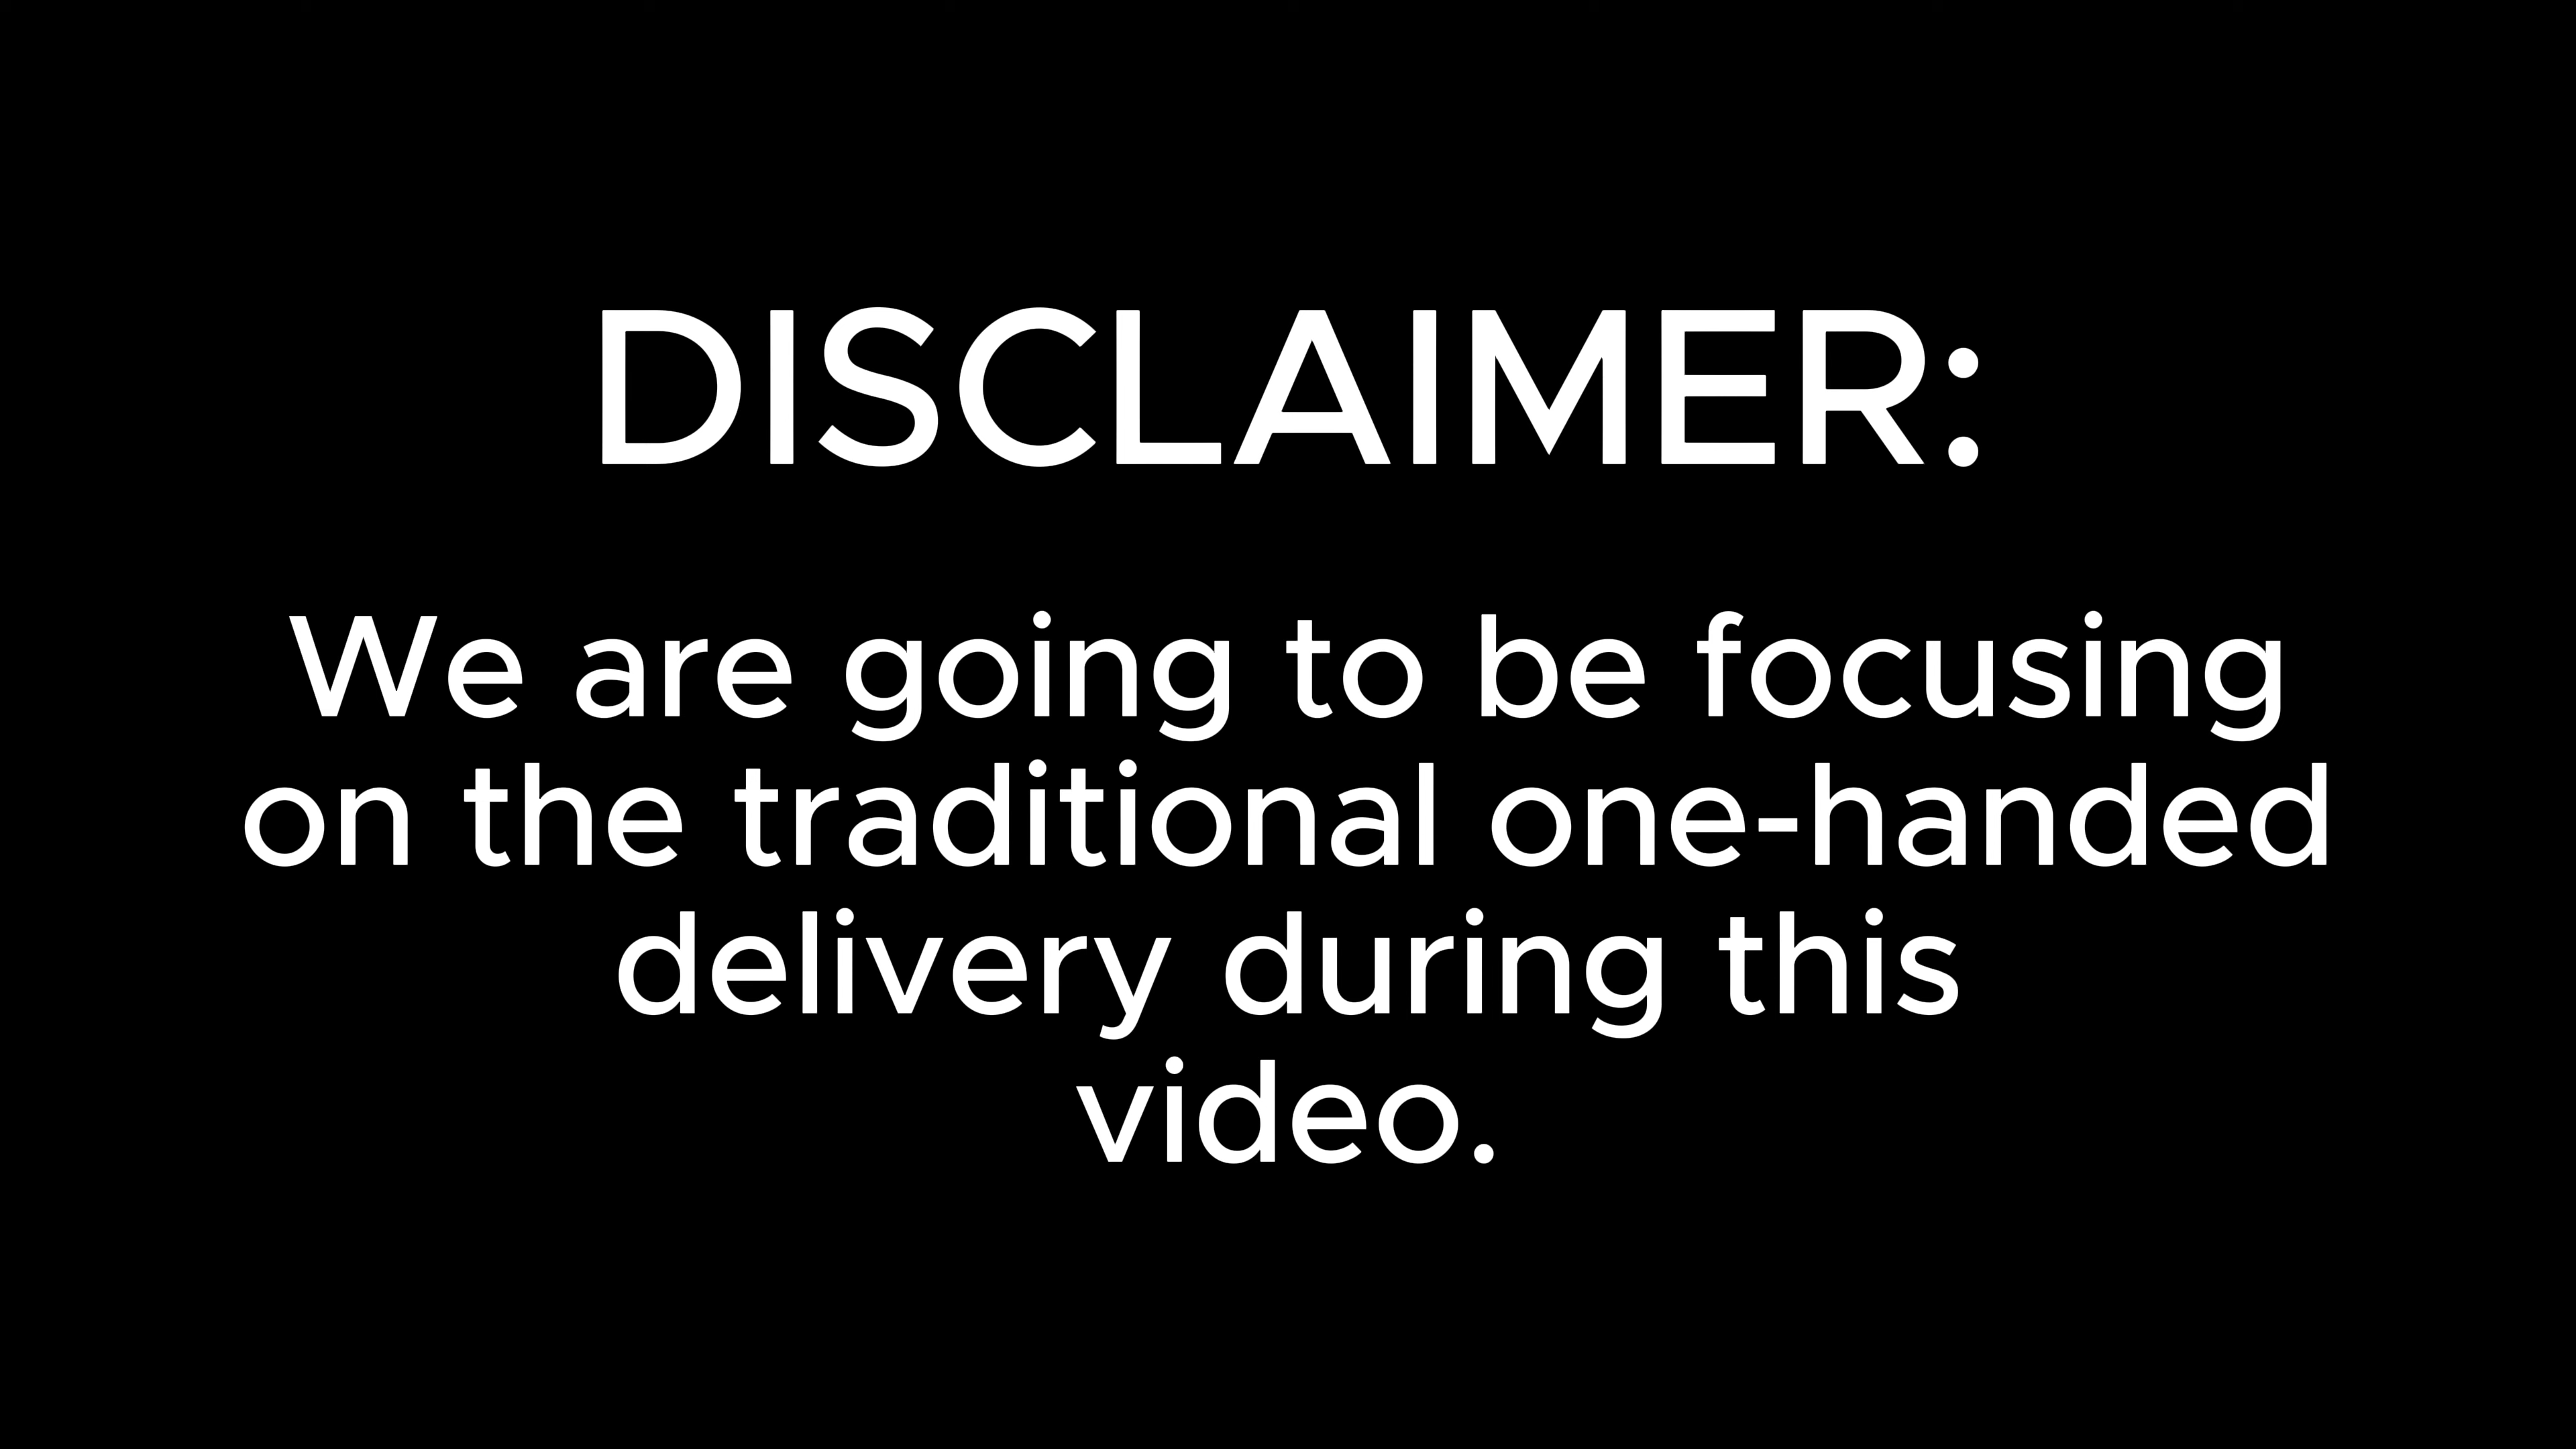 DISCLAIMER:
We are going to be focusing
on the traditional one-handed
delivery during this
video.